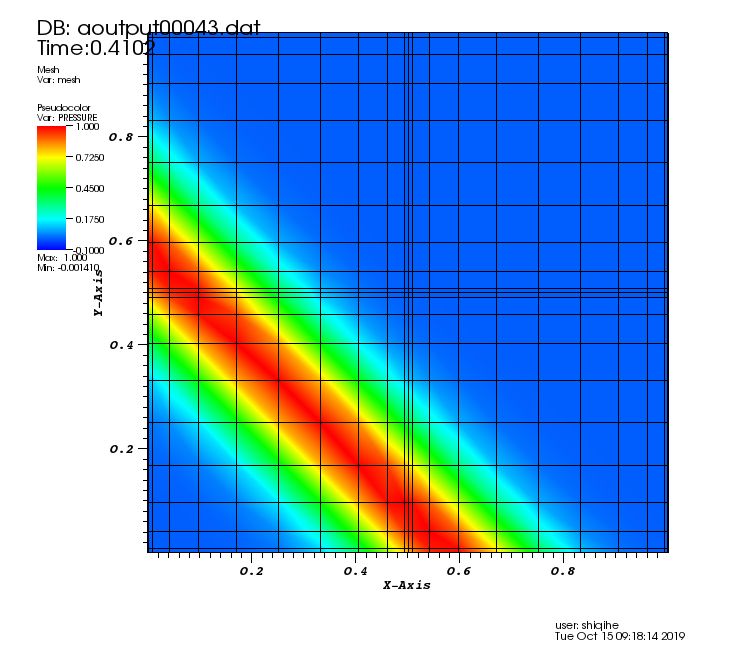 DB: aoutput00043.dat
Time:0.4102
Mesh
Var: mesh
Pseudocolor
Var: PRESSURE
1.000
0.7250
0.4500
0.1750
-0.1000
Max: 1.000
Min: -0.001410
Y-Axis
0.8
0.6
0.4
0.2
0.2 0.4 0.6 0.8
X-Axis
user: shiqihe
Tue Oct 15 09:18:14 2019